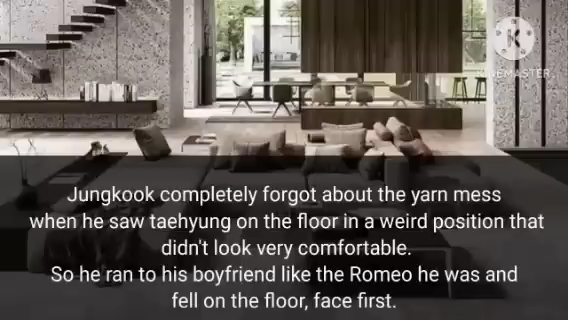 K
EMASTER
Jungkook completely forgot about the yarn mess
when he saw taehyung on the floor in a weird position that
didn't look very comfortable.
So he ran to his boyfriend like the Romeo he was and
fell on the floor, face first.